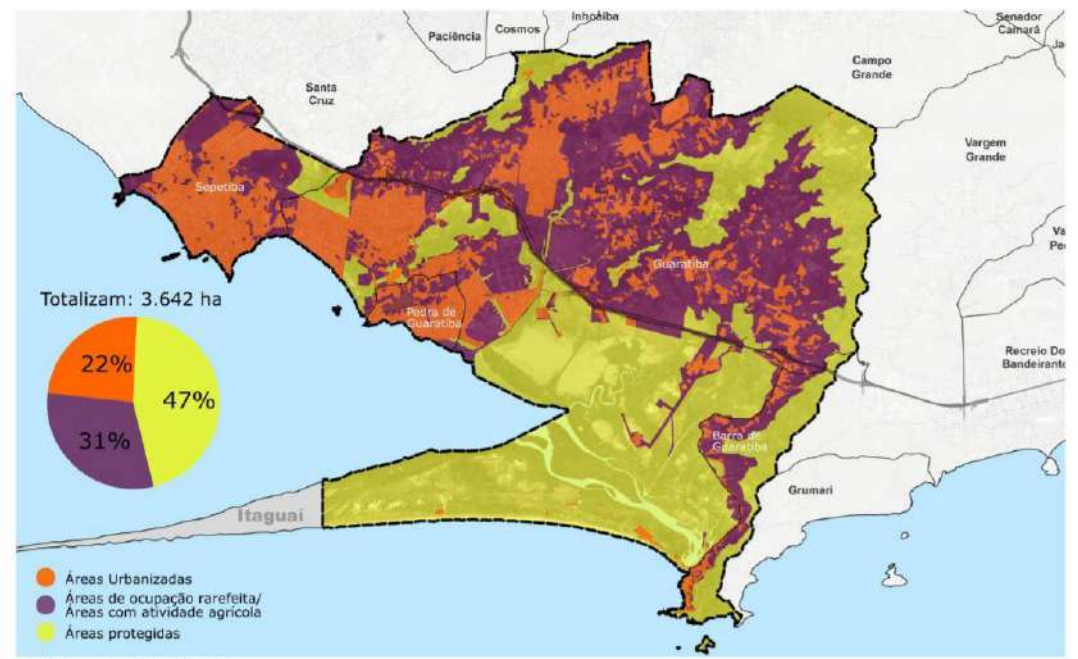 Inhoaíba
Cosmos
Paciência
Senador
Camará
Campo
Grande
Santa
Cruz
Vargem
Grande
Sepetiba
Guaratiba
Totalizam: 3.642 ha
Pedra de
Guaratiba
22%
47%
31%
Recreio Do
Bandeirant
Barra de
Guaratiba
Grumari
Itaguaí
Áreas Urbanizadas
Áreas de ocupação rarefeita/
Áreas com atividade agrícola
Áreas protegidas